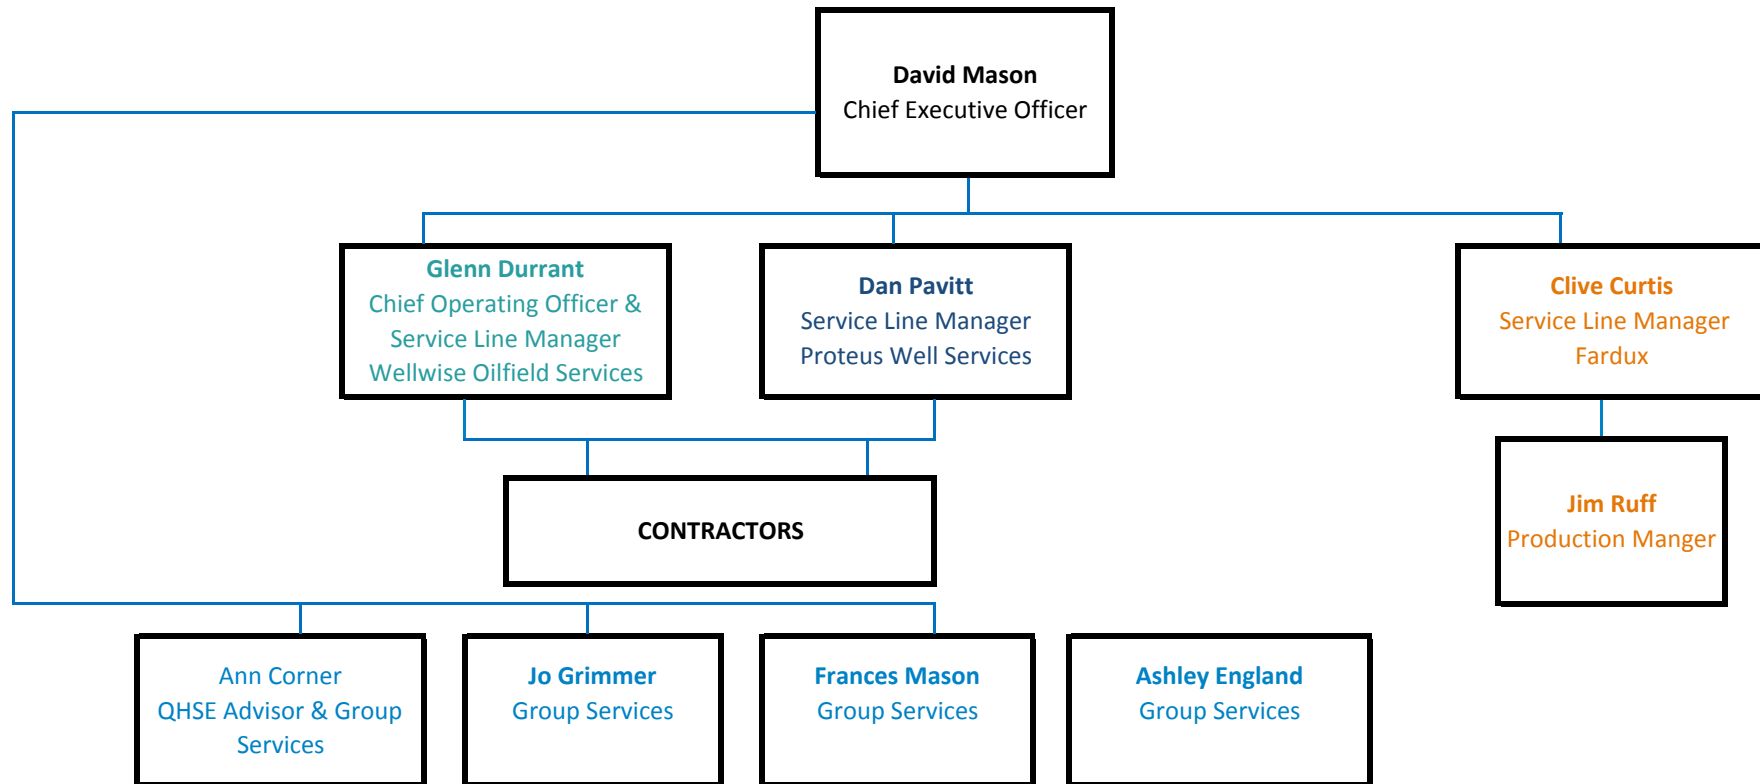 David Mason
Chief Executive Officer
Glenn Durrant
Chief Operating Officer &
Service Line Manager
Wellwise Oilfield Services
Dan Pavitt
Service Line Manager
Proteus Well Services
Clive Curtis
Service Line Manager
Fardux
CONTRACTORS
Jim Ruff
Production Manger
Ann Corner
QHSE Advisor & Group
Services
Jo Grimmer
Group Services
Frances Mason
Group Services
Ashley England
Group Services